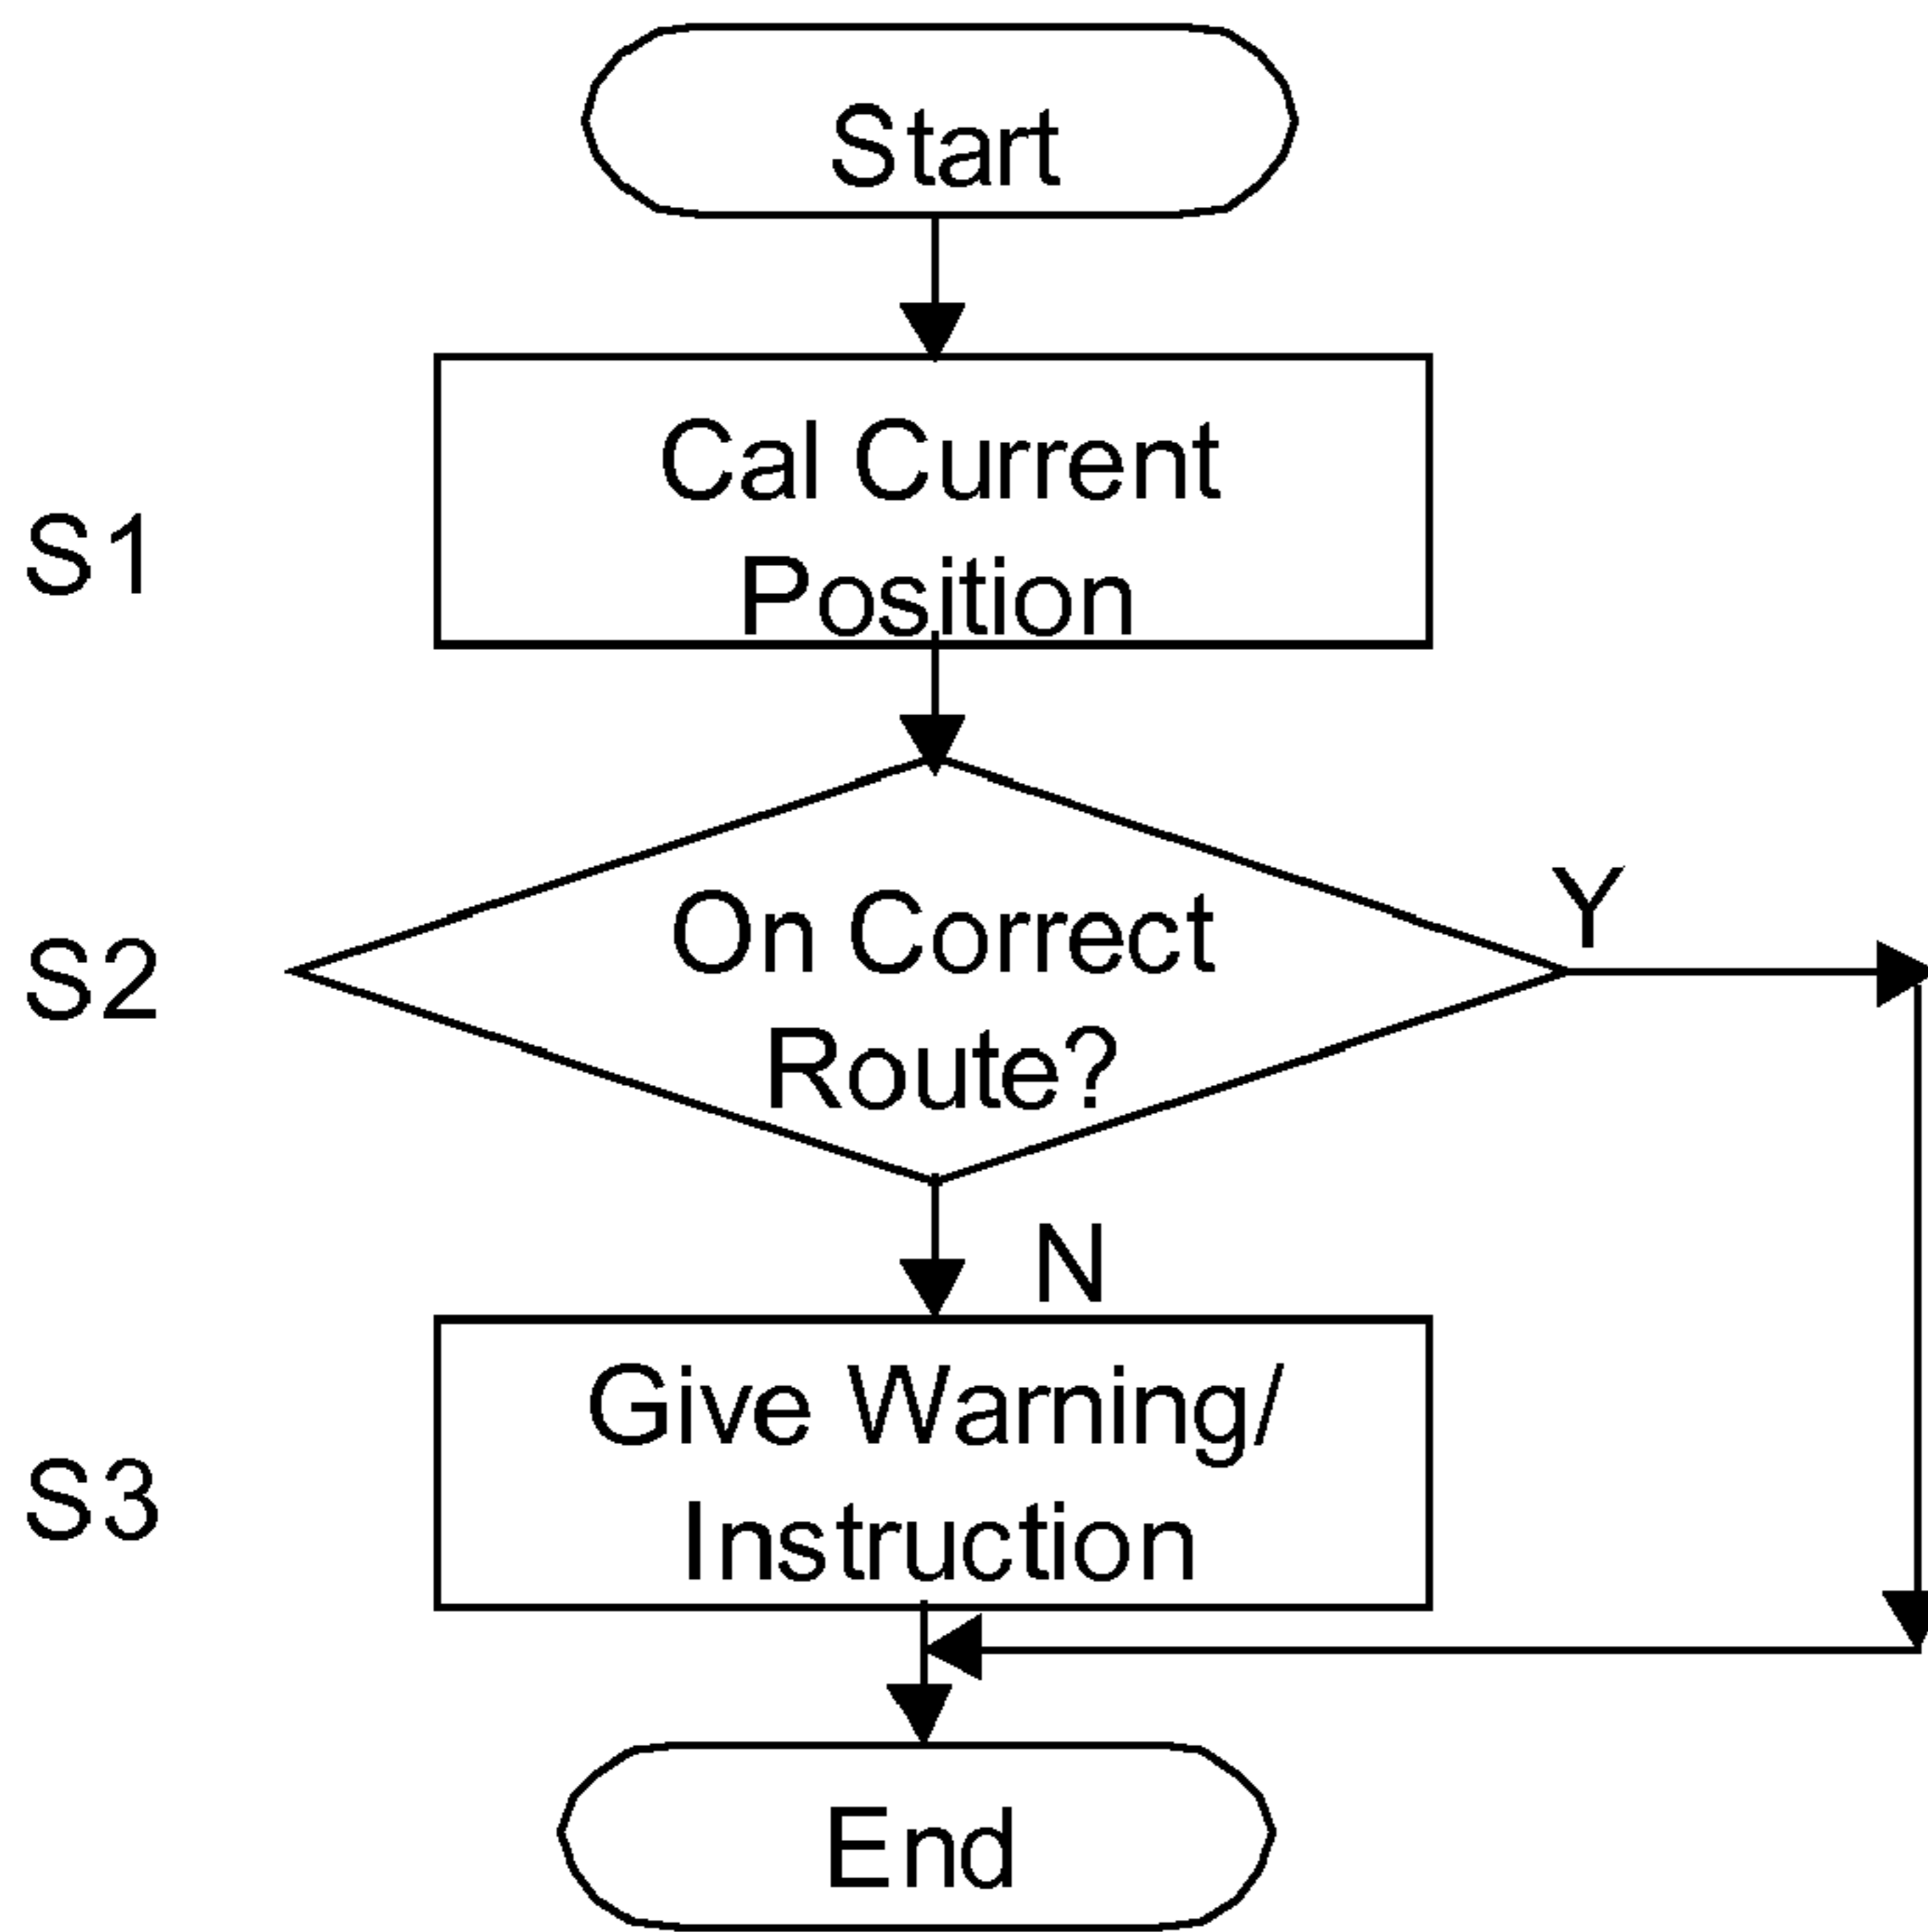 Start
Cal Current
Position
S1
On Correct
Route?
Y
S2
N
Give Warning/
Instruction
S3
End